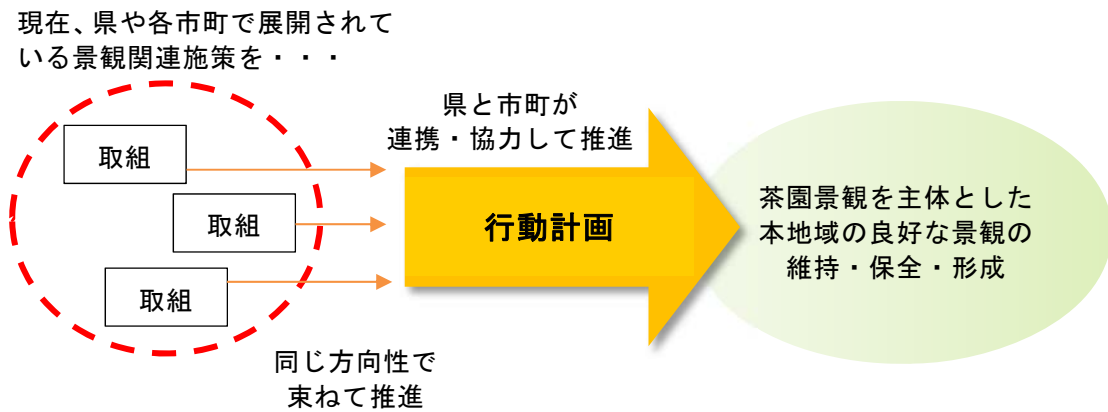 現在、県や各市町で展開されて
いる景観関連施策を・・・
取組
取組
取組
同じ方向性で
束ねて推進
県と市町が
連携・協力して推進
行動計画
茶園景観を主体とした
本地域の良好な景観の
維持・保全・形成